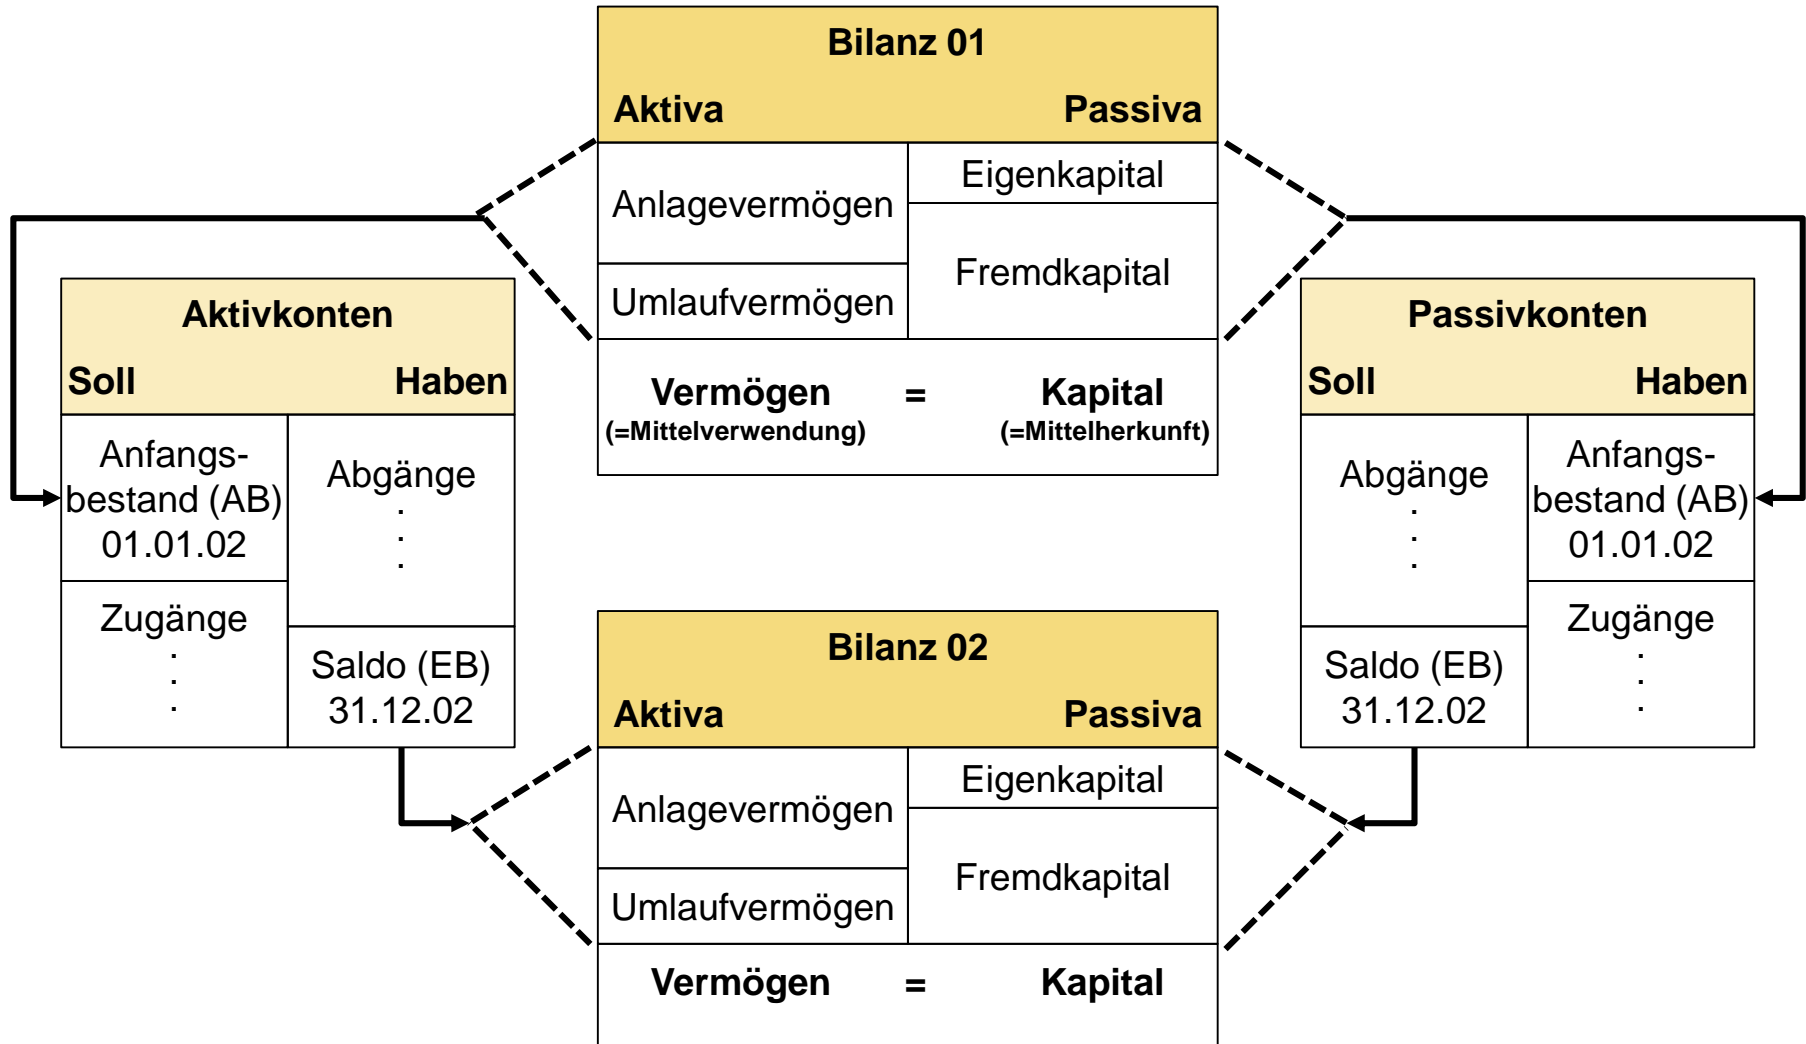 Bilanz 01
Aktiva Passiva
Anlagevermögen
Umlaufvermögen
Eigenkapital
Fremdkapital
Vermögen = Kapital
(=Mittelverwendung) (=Mittelherkunft)
Aktivkonten
Soll Haben
Anfangs-
bestand (AB)
01.01.02
Zugänge
.
.
.
Abgänge
.
.
.
Saldo (EB)
31.12.02
Passivkonten
Soll Haben
Abgänge
.
.
.
Saldo (EB)
31.12.02
Anfangs-
bestand (AB)
01.01.02
Zugänge
.
.
.
Bilanz 02
Aktiva Passiva
Anlagevermögen
Umlaufvermögen
Eigenkapital
Fremdkapital
Vermögen = Kapital